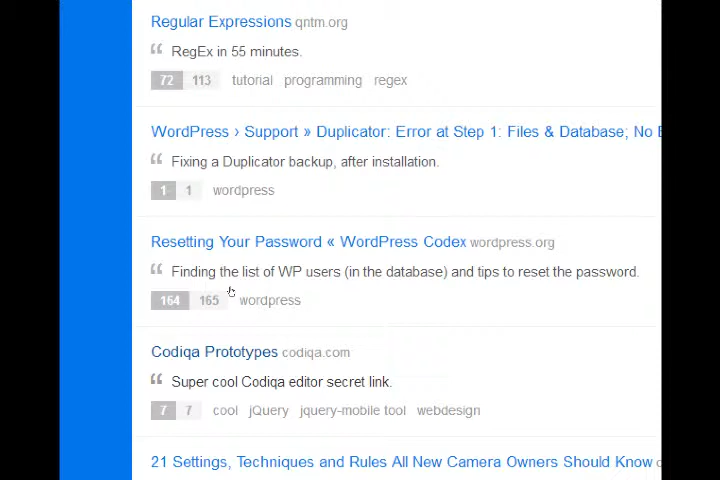 Regular Expressions qntm.org
“ RegEx in 55 minutes.
72 113 tutorial programming regex
WordPress › Support » Duplicator: Error at Step 1: Files & Database; No
“ Fixing a Duplicator backup, after installation.
1 1 wordpress
Resetting Your Password « WordPress Codex wordpress.org
“ Finding the list of WP users (in the database) and tips to reset the password.
164 165 wordpress
Codiqa Prototypes codiqa.com
“ Super cool Codiqa editor secret link.
7 7 cool jQuery jquery-mobile tool webdesign
21 Settings, Techniques and Rules All New Camera Owners Should Know